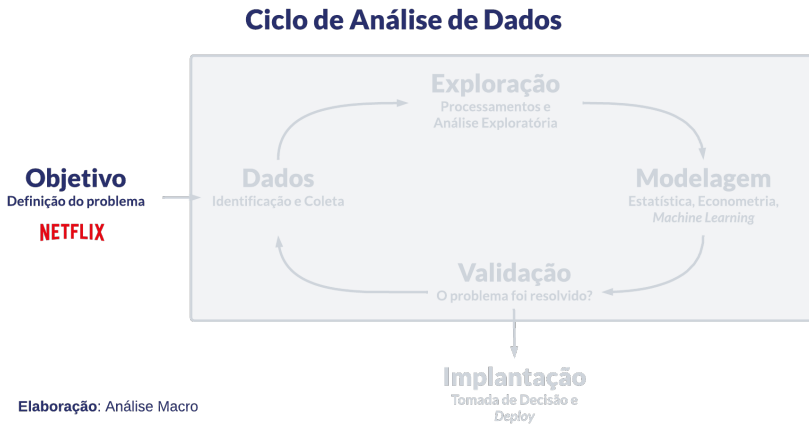 Ciclo de Análise de Dados
Exploração
Processamentos e
Análise Exploratória
Objetivo
Definição do problema
NETFLIX
Dados
Identificação e Coleta
Modelagem
Estatística, Econometria,
Machine Learning
Validação
O problema foi resolvido?
Implantação
Tomada de Decisão e
Deploy
Elaboração: Análise Macro